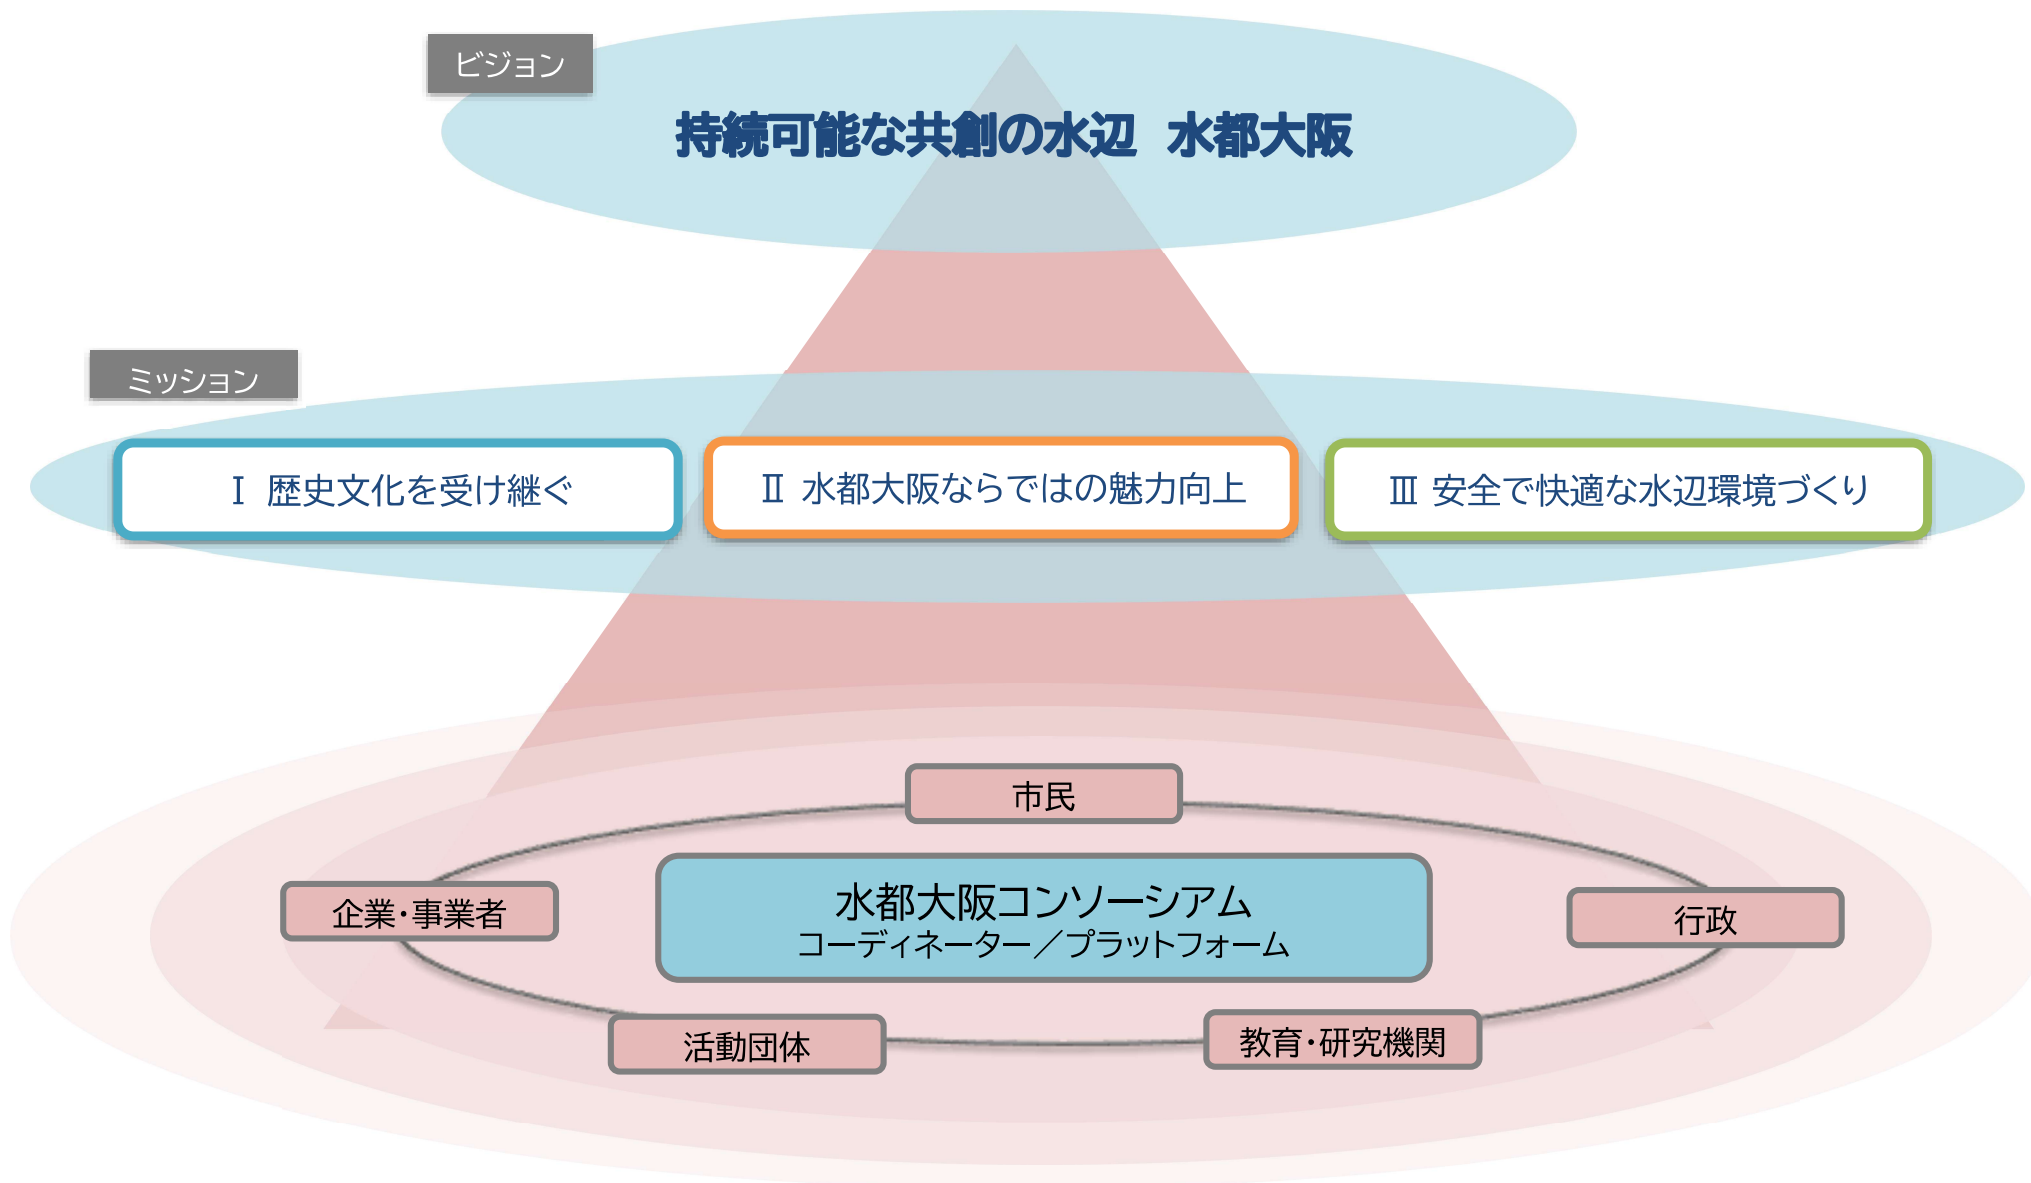 ビジョン
持続可能な共創の水辺　水都大阪
ミッション
Ⅰ 歴史文化を受け継ぐ
Ⅱ 水都大阪ならではの魅力向上
Ⅲ 安全で快適な水辺環境づくり
市民
企業・事業者
水都大阪コンソーシアム
コーディネーター／プラットフォーム
行政
活動団体
教育・研究機関